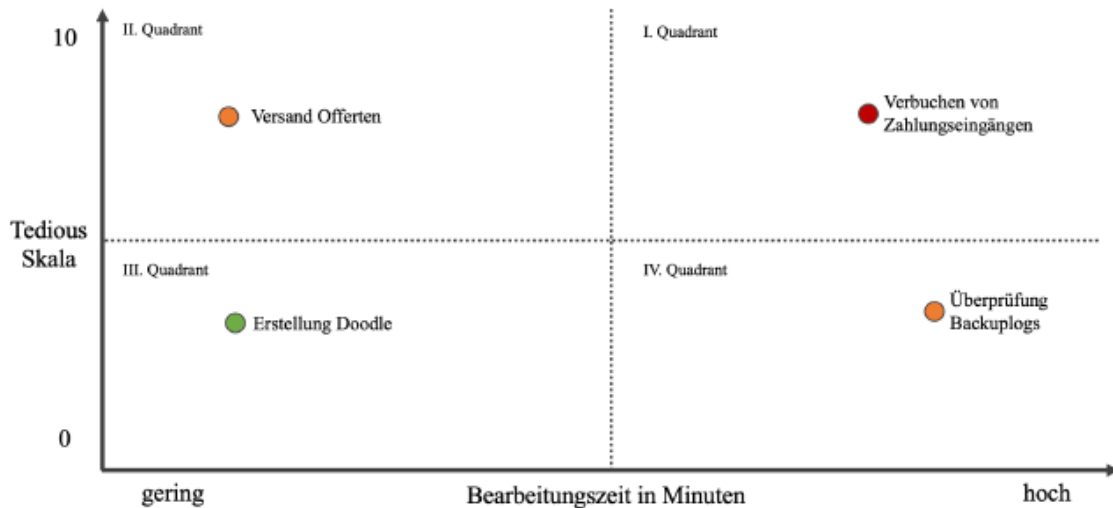 10
II. Quadrant
I. Quadrant
Versand Offerten
Verbuchen von
Zahlungseingängen
Tedious
Skala
III. Quadrant
IV. Quadrant
Erstellung Doodle
Überprüfung
Backuplogs
0
gering
Bearbeitungszeit in Minuten
hoch